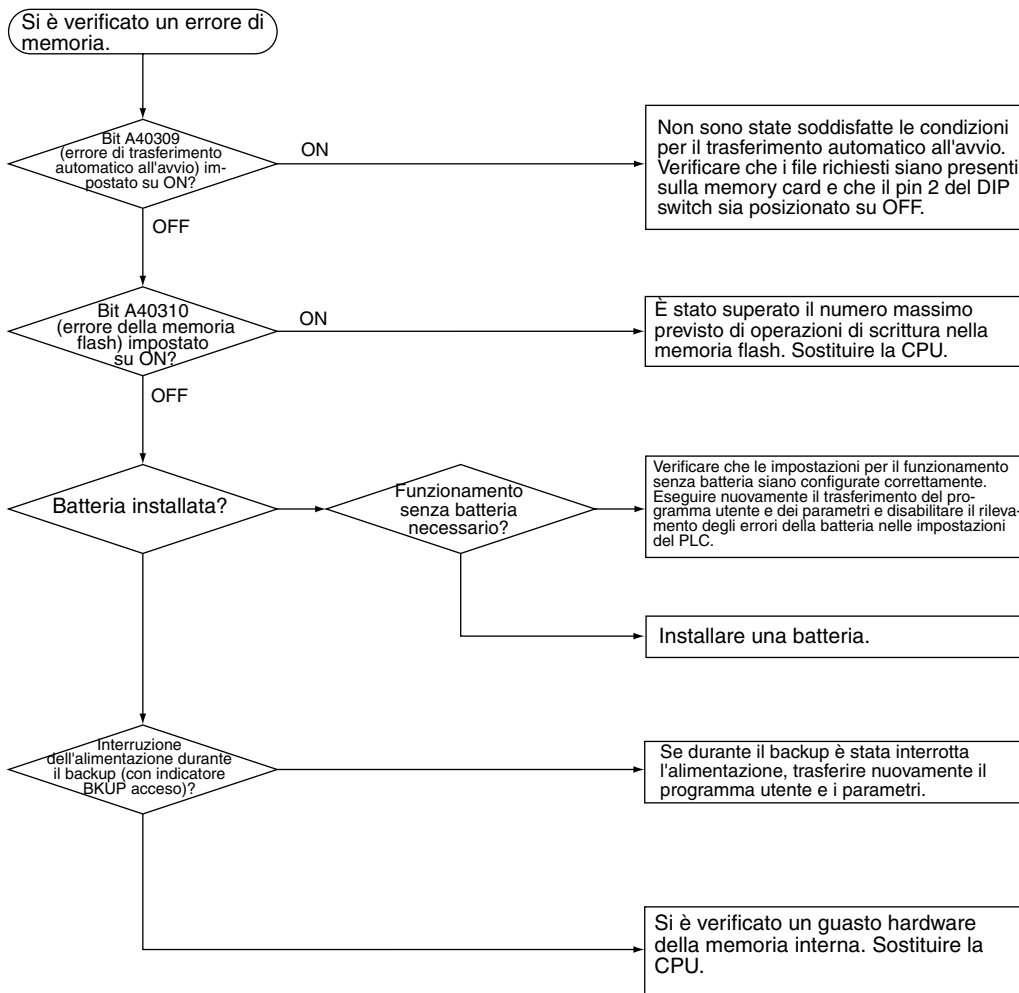 Si è verificato un errore di
memoria.
Bit A40309
(errore di trasferimento
automatico all'avvio) im-
postato su ON?
ON
Non sono state soddisfatte le condizioni
per il trasferimento automatico all'avvio.
Verificare che i file richiesti siano presenti
sulla memory card e che il pin 2 del DIP
switch sia posizionato su OFF.
OFF
Bit A40310
(errore della memoria
flash) impostato
su ON?
ON
È stato superato il numero massimo
previsto di operazioni di scrittura nella
memoria flash. Sostituire la CPU.
OFF
Batteria installata?
Funzionamento
senza batteria
necessario?
Verificare che le impostazioni per il funzionamento
senza batteria siano configurate correttamente.
Eseguire nuovamente il trasferimento del pro-
gramma utente e dei parametri e disabilitare il rileva-
mento degli errori della batteria nelle impostazioni
del PLC.
Installare una batteria.
Interruzione
dell'alimentazione durante
il backup (con indicatore
BKUP acceso)?
Se durante il backup è stata interrotta
l'alimentazione, trasferire nuovamente il
programma utente e i parametri.
Si è verificato un guasto hardware
della memoria interna. Sostituire la
CPU.